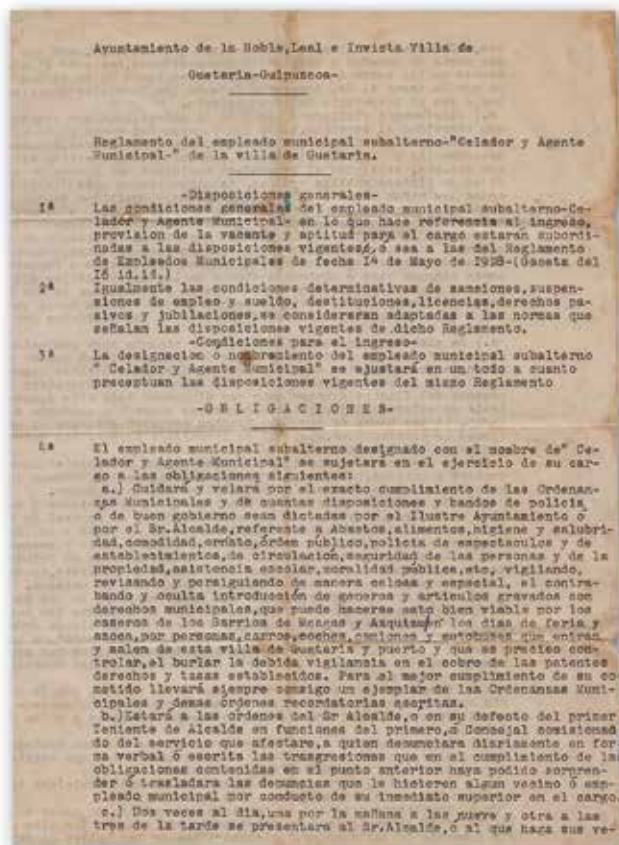 Ayuntamiento de la Noble,Leal e Invicta Villa de
Guetaria-Guipuzcoa-
Reglamento del empleado municipal subalterno-"Celador y Agente
Municipal-" de la villa de Guetaria.
-Disposiciones generales-
1ª Las condiciones generales del empleado municipal subalterno-Ce-
lador y Agente Municipal- en lo que hace referencia al ingreso,
provision de la vacante y aptitud para el cargo estaran subordi-
nadas a las disposiciones vigentes, o sea a las del Reglamento
de Empleados Municipales de fecha 14 de Mayo de 1928-(Gaceta del
16 id.id.)
2ª Igualmente las condiciones determinativas de sanciones,suspen-
siones de empleo y sueldo, destituciones,licencias,derechos pa-
sivos y jubilaciones,se consideraran adaptadas a las normas que
señalan las disposiciones vigentes de dicho Reglamento.
-Condiciones para el ingreso-
3ª La designacion o nombramiento del empleado municipal subalterno
" Celador y Agente Municipal" se ajustará en un todo a cuanto
preceptuan las disposiciones vigentes del mismo Reglamento
-O B L I G A C I O N E S-
4ª El empleado municipal subalterno designado con el nombre de" Ce-
lador y Agente Municipal" se sujetara en el ejercicio de su car-
go a las obligaciones siguientes:
a.) Cuidará y velará por el exacto cumplimiento de las Ordenan-
zas Municipales y de cuantas disposiciones y bandos de policia
o de buen gobierno sean dictadas por el Ilustre Ayuntamiento o
por el Sr.Alcalde,referente a Abastos,alimentos,higiene y salubri-
dad,comodidad,ornato,órden público,policia de espectaculos y de
establecimientos,de circulación,seguridad de las personas y de la
propiedad,asistencia escolar,moralidad pública,etc, vigilando,
revisando y persiguiendo de manera celosa y especial, el contra-
bando y oculta introducción de generos y articulos gravados con
derechos municipales,que puede hacerse muy bien viable por los
caseros de los Barrios de Meagas y Azquizu en los dias de feria y
azoca,por personas,carros,coches,camiones y autobuses que entran
y salen de esta villa de Guetaria y puerto y que es preciso con-
trolar,el burlar la debida vigilancia en el cobro de las patentes
derechos y tasas establecidos. Para el mejor cumplimiento de su co-
metido llevará siempre consigo un ejemplar de las Ordenanzas Muni-
cipales y demas órdenes recordatorias escritas.
b.)Estará a las ordenes del Sr Alcalde,o en su defecto del primer
Teniente de Alcalde en funciones del primero,o Concejal comisiona-
do del servicio que afectare,a quien denunciara diariamente en for
ma verbal ó escrita las trasgresiones que en el cumplimiento de la
obligaciones contenidas en el punto anterior haya podido sorpren-
der ó trasladara las denuncias que le hicieren algun vecino ó em-
pleado municipal por conducto de su inmediato superior en el cargo.
c.) Dos veces al dia,una por la mañana a las nueve y otra a las
tres de la tarde se presentara al Sr.Alcalde,o al que haga sus ve-